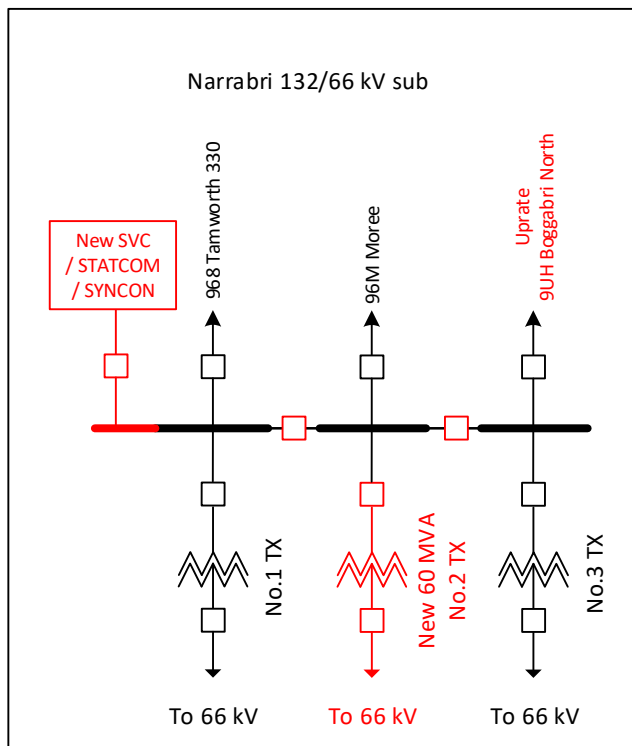 Narrabri 132/66 kV sub
968 Tamworth 330
96M Moree
Uprate
9UH Boggabri North
New SVC
/ STATCOM
/ SYNCON
No.1 TX
New 60 MVA
No.2 TX
No.3 TX
To 66 kV
To 66 kV
To 66 kV